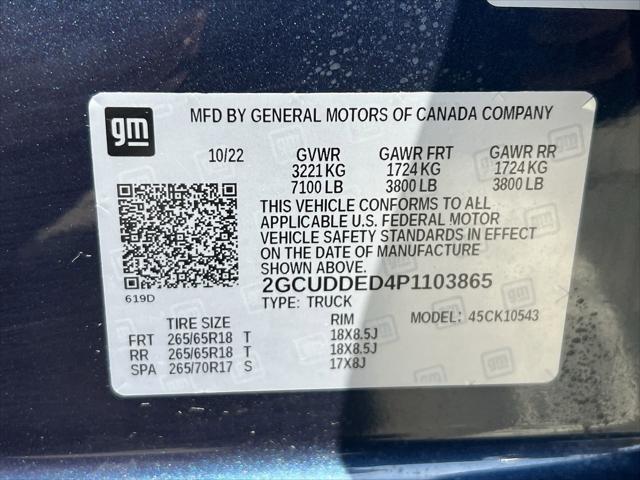 gm
MFD BY GENERAL MOTORS OF CANADA COMPANY
10/22 GVWR GAWR FRT GAWR RR
3221 KG 1724 KG 1724 KG
7100 LB 3800 LB 3800 LB
THIS VEHICLE CONFORMS TO ALL
APPLICABLE U.S. FEDERAL MOTOR
VEHICLE SAFETY STANDARDS IN EFFECT
ON THE DATE OF MANUFACTURE
SHOWN ABOVE.
2GCUDDED4P1103865
619D
TYPE: TRUCK
TIRE SIZE RIM MODEL: 45CK10543
FRT 265/65R18 T 18X8.5J
RR 265/65R18 T 18X8.5J
SPA 265/70R17 S 17X8J